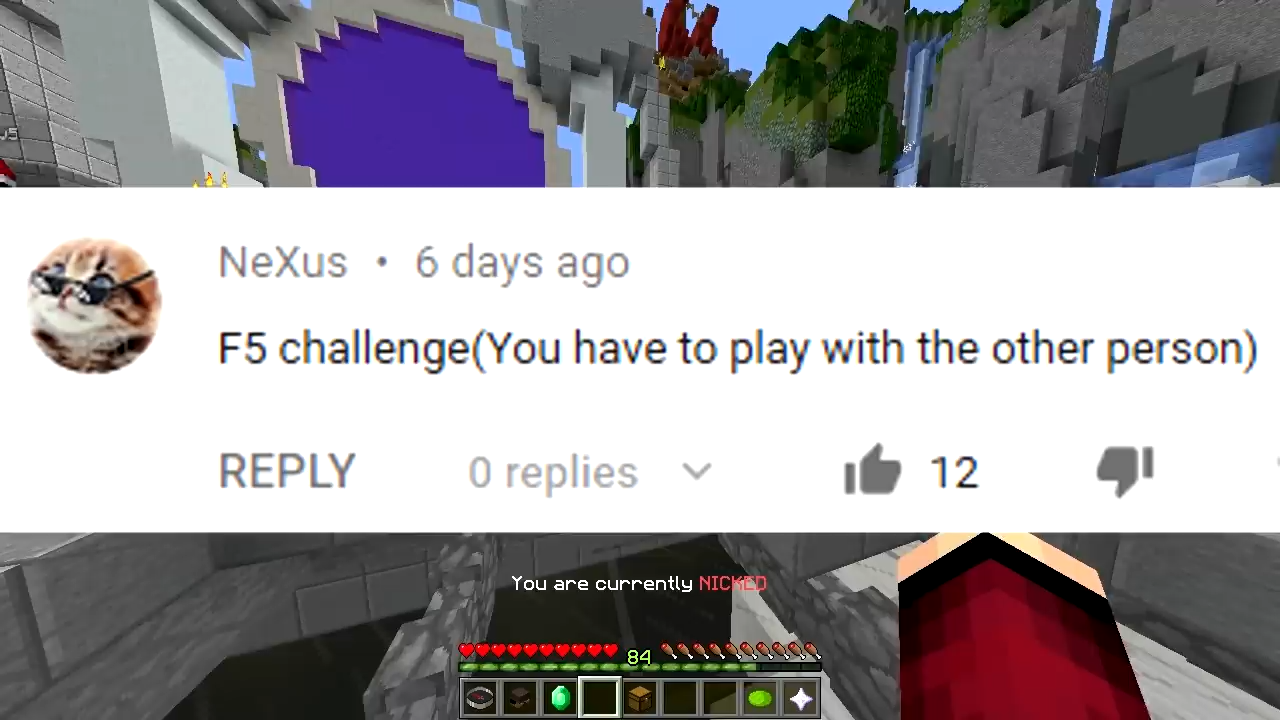 NeXus • 6 days ago
F5 challenge(You have to play with the other person)
REPLY 0 replies 12
You are currently NICKED
84